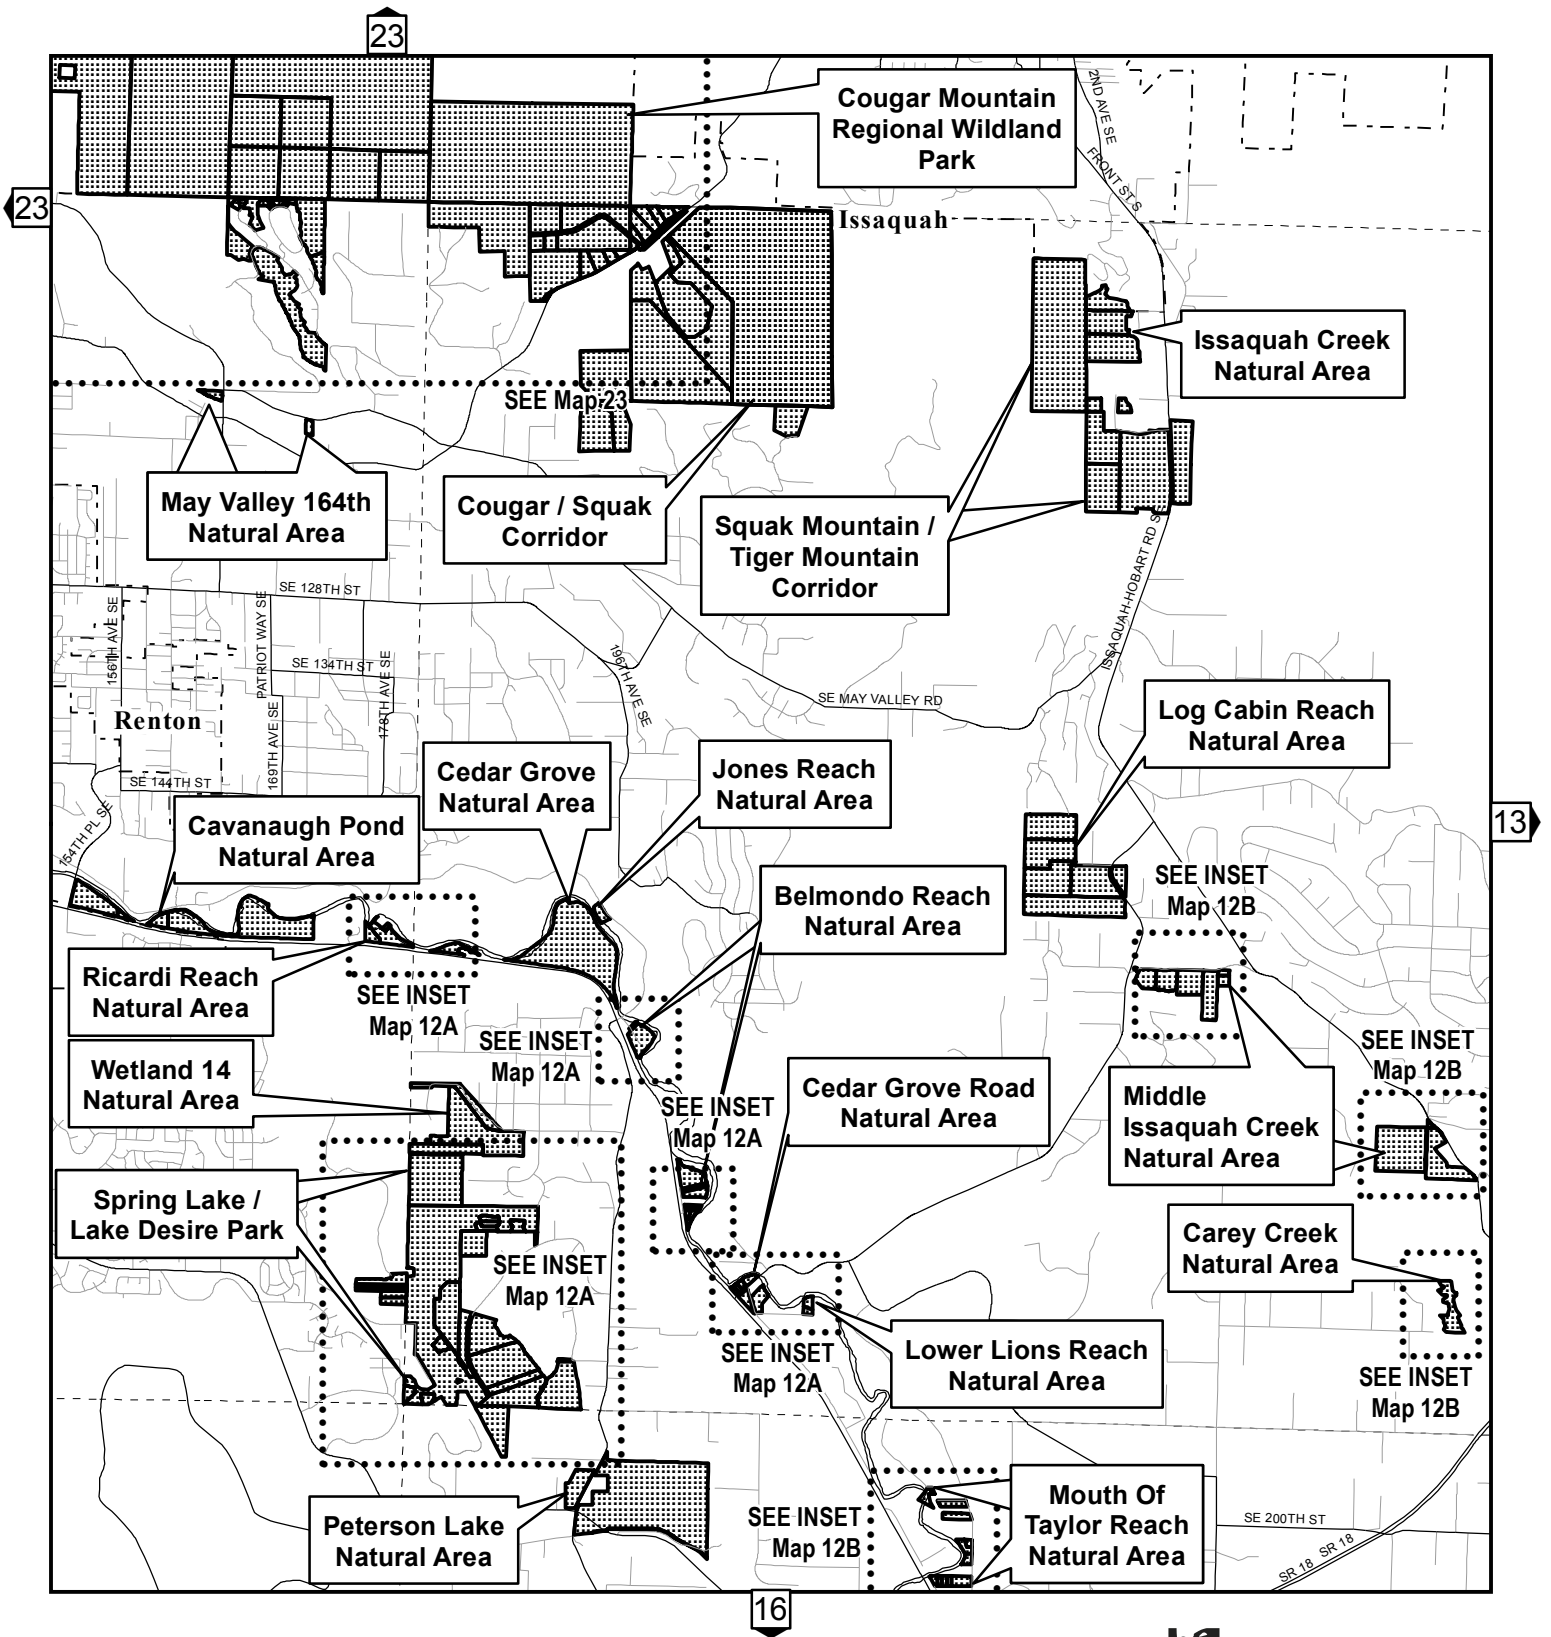 23
Cougar Mountain
Regional Wildland
Park
2ND AVE SE
FRONT ST S
23
Issaquah
Issaquah Creek
Natural Area
SEE Map 23
May Valley 164th
Natural Area
Cougar / Squak
Corridor
Squak Mountain /
Tiger Mountain
Corridor
ISSAQUAH-HOBART RD SE
SE 128TH ST
156TH AVE SE
PATRIOT WAY SE
SE 134TH ST
178TH AVE SE
196TH AVE SE
SE MAY VALLEY RD
Renton
169TH AVE SE
SE 144TH ST
154TH PL SE
Log Cabin Reach
Natural Area
Cedar Grove
Natural Area
Jones Reach
Natural Area
Cavanaugh Pond
Natural Area
13
SEE INSET
Map 12B
Belmondo Reach
Natural Area
Ricardi Reach
Natural Area
SEE INSET
Map 12A
SEE INSET
Map 12A
SEE INSET
Map 12B
Wetland 14
Natural Area
Cedar Grove Road
Natural Area
SEE INSET
Map 12A
Middle
Issaquah Creek
Natural Area
Spring Lake /
Lake Desire Park
SEE INSET
Map 12A
Carey Creek
Natural Area
Lower Lions Reach
Natural Area
SEE INSET
Map 12A
SEE INSET
Map 12B
Peterson Lake
Natural Area
SEE INSET
Map 12B
Mouth Of
Taylor Reach
Natural Area
SE 200TH ST
SR 18
SR 18
16